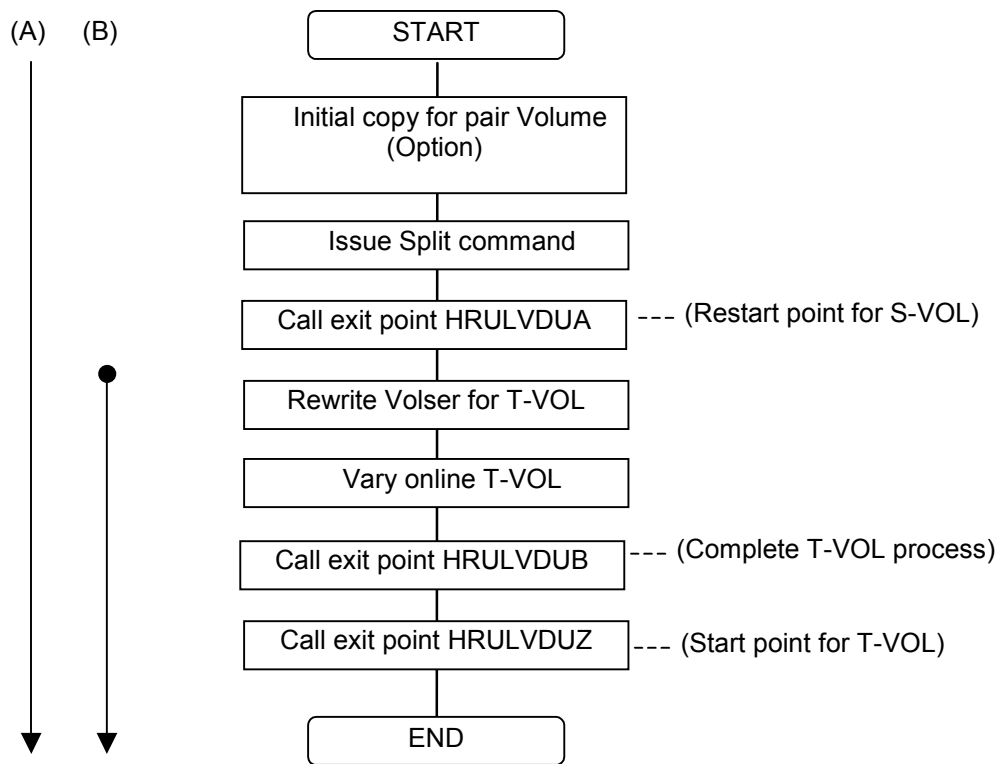 (A) (B) START
Initial copy for pair Volume
(Option)
Issue Split command
Call exit point HRULVDUA --- (Restart point for S-VOL)
Rewrite Volser for T-VOL
Vary online T-VOL
Call exit point HRULVDUB --- (Complete T-VOL process)
Call exit point HRULVDUZ --- (Start point for T-VOL)
END